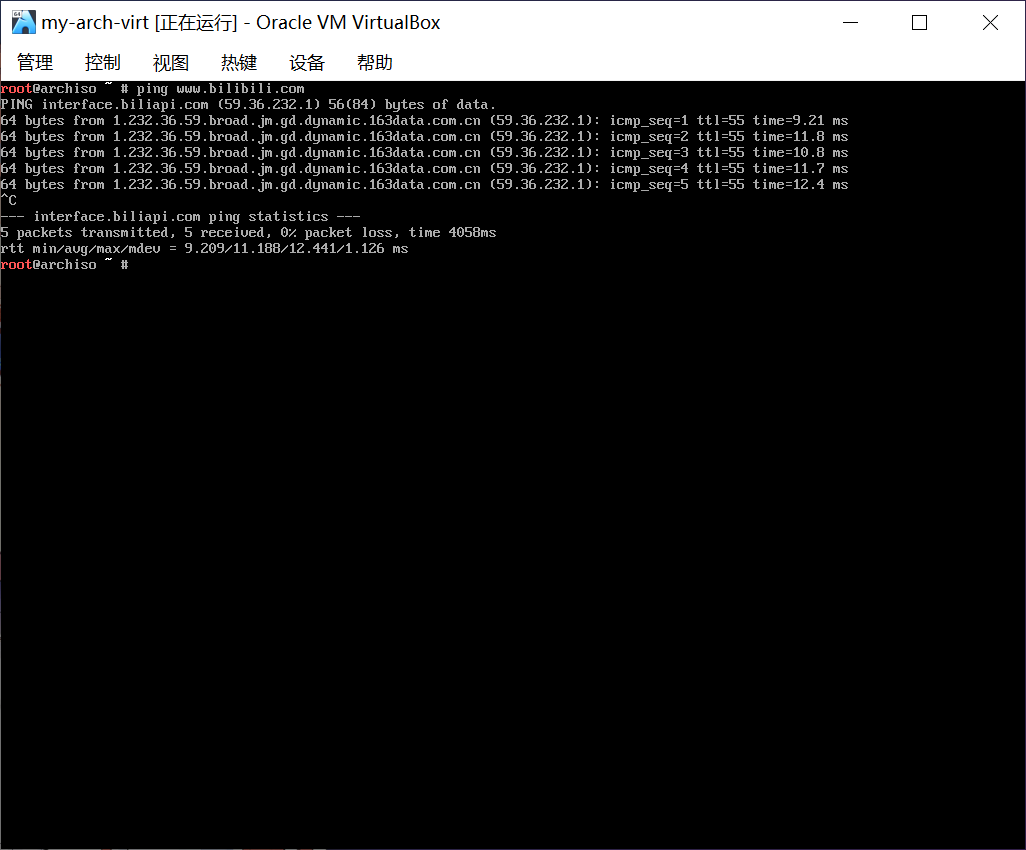 my-arch-virt [正在运行] - Oracle VM VirtualBox
管理 控制 视图 热键 设备 帮助
root@archiso ~ # ping www.bilibili.com
PING interface.biliapi.com (59.36.232.1) 56(84) bytes of data.
64 bytes from 1.232.36.59.broad.jm.gd.dynamic.163data.com.cn (59.36.232.1): icmp_seq=1 ttl=55 time=9.21 ms
64 bytes from 1.232.36.59.broad.jm.gd.dynamic.163data.com.cn (59.36.232.1): icmp_seq=2 ttl=55 time=11.8 ms
64 bytes from 1.232.36.59.broad.jm.gd.dynamic.163data.com.cn (59.36.232.1): icmp_seq=3 ttl=55 time=10.8 ms
64 bytes from 1.232.36.59.broad.jm.gd.dynamic.163data.com.cn (59.36.232.1): icmp_seq=4 ttl=55 time=11.7 ms
64 bytes from 1.232.36.59.broad.jm.gd.dynamic.163data.com.cn (59.36.232.1): icmp_seq=5 ttl=55 time=12.4 ms
^C
--- interface.biliapi.com ping statistics ---
5 packets transmitted, 5 received, 0% packet loss, time 4058ms
rtt min/avg/max/mdev = 9.209/11.188/12.441/1.126 ms
root@archiso ~ #